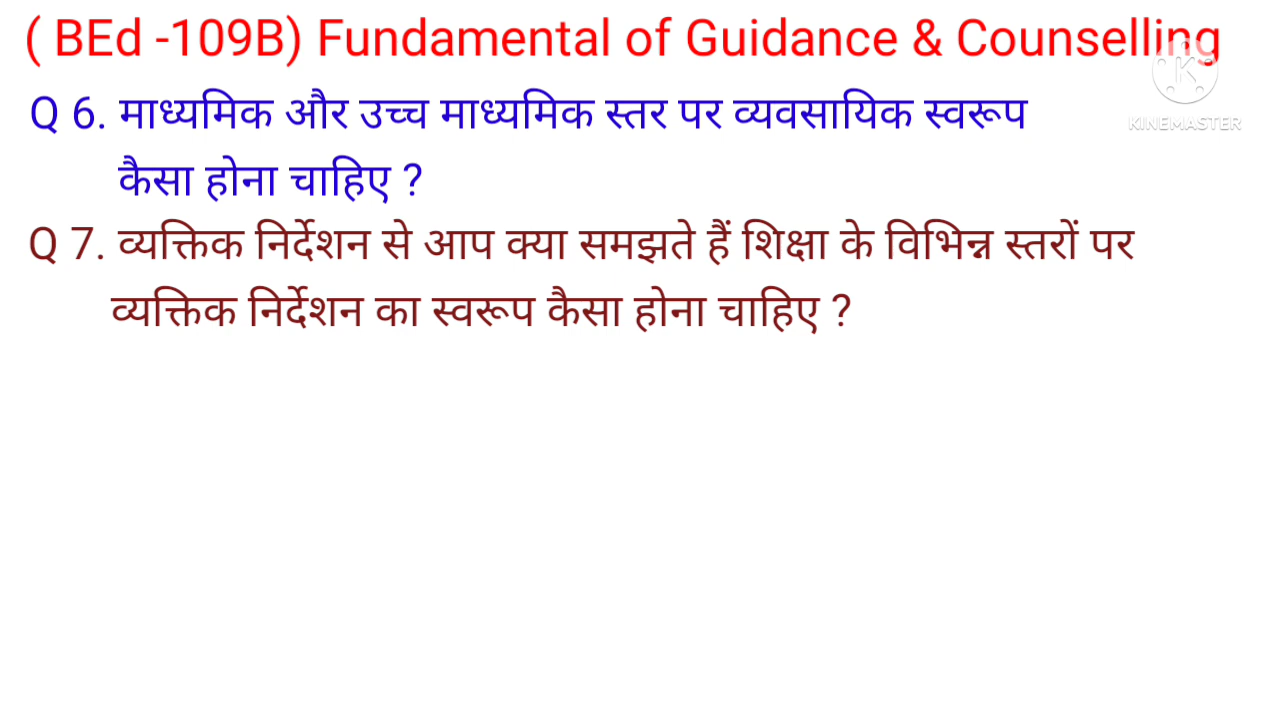 ( BEd -109B) Fundamental of Guidance & Counselling
Q 6. माध्यमिक और उच्च माध्यमिक स्तर पर व्यवसायिक स्वरूप
कैसा होना चाहिए ?
Q 7. व्यक्तिक निर्देशन से आप क्या समझते हैं शिक्षा के विभिन्न स्तरों पर
व्यक्तिक निर्देशन का स्वरूप कैसा होना चाहिए ?
K
KINEMASTER